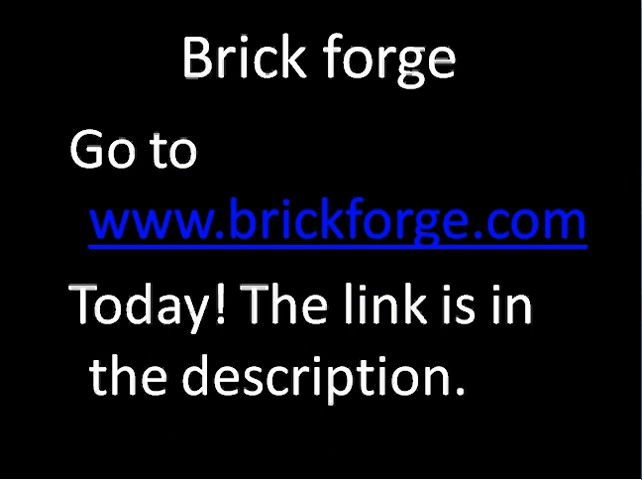 Brick forge
Go to
www.brickforge.com
Today! The link is in
the description.